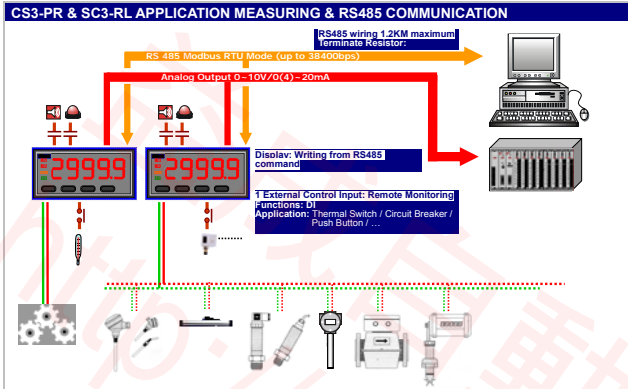 CS3-PR & SC3-RL APPLICATION MEASURING & RS485 COMMUNICATION
RS485 wiring 1.2KM maximum
Terminate Resistor:
RS 485 Modbus RTU Mode (up to 38400bps)
Analog Output 0~10V/0(4)~20mA
2999.9
2999.9
Display: Writing from RS485
command
1 External Control Input: Remote Monitoring
Functions: DI
Application: Thermal Switch / Circuit Breaker /
Push Button / ...